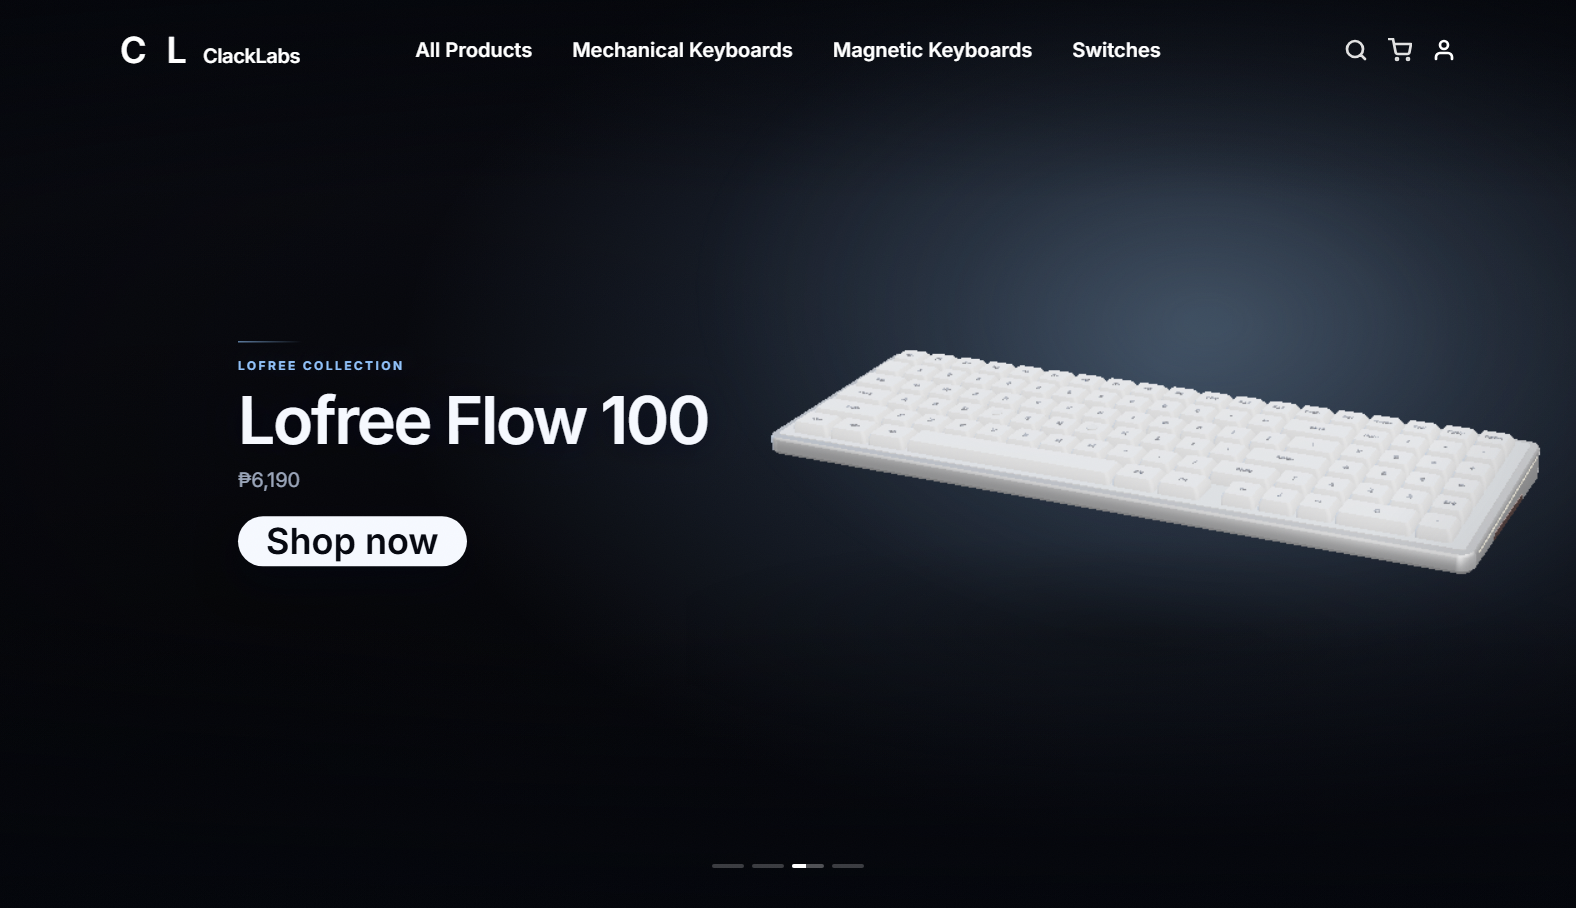 C L ClackLabs
All Products Mechanical Keyboards Magnetic Keyboards Switches
LOFREE COLLECTION
Lofree Flow 100
₱6,190
Shop now